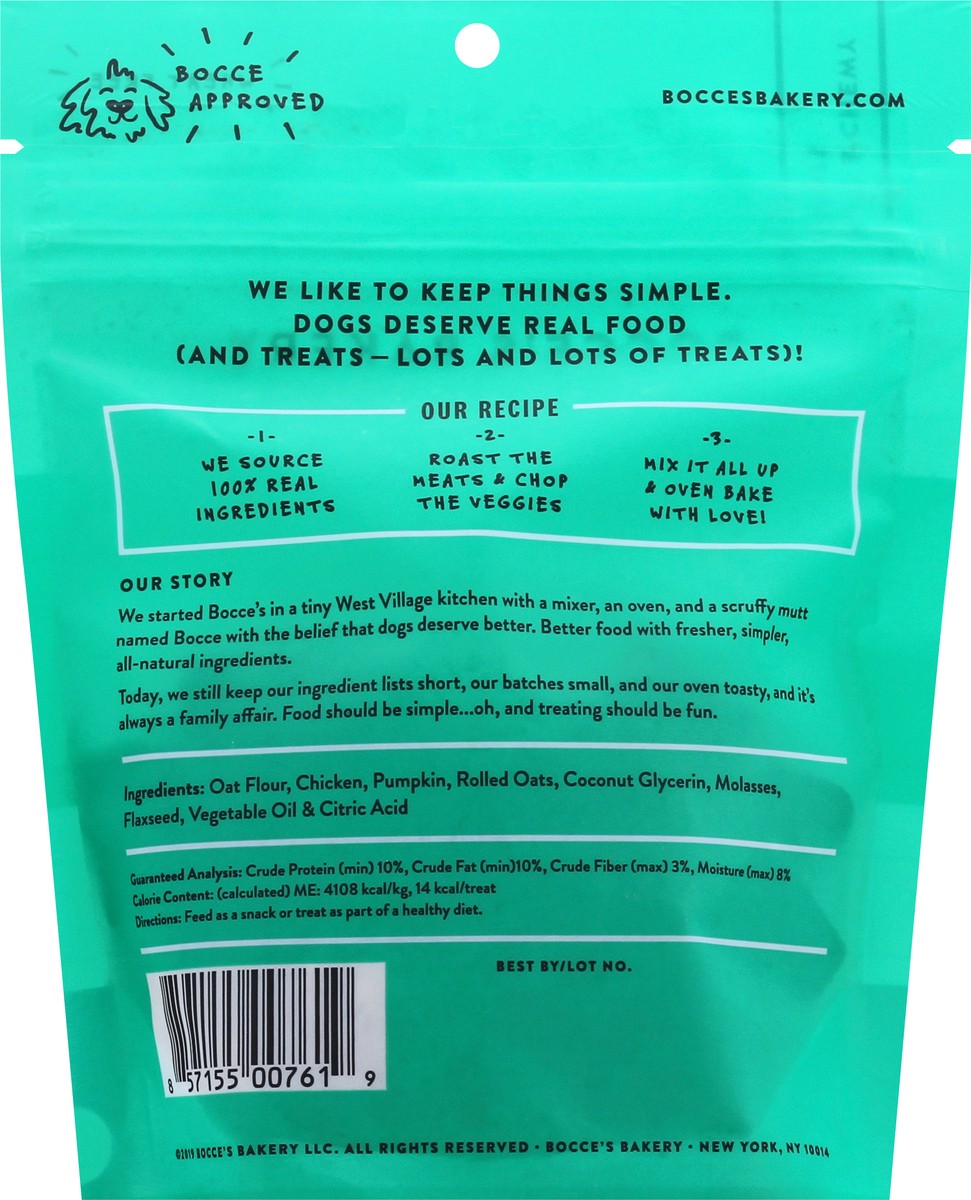 BOCCE
APPROVED
BOCCESBAKERY.COM
WE LIKE TO KEEP THINGS SIMPLE.
DOGS DESERVE REAL FOOD
(AND TREATS — LOTS AND LOTS OF TREATS)!
OUR RECIPE
-1-
WE SOURCE
100% REAL
INGREDIENTS
-2-
ROAST THE
MEATS & CHOP
THE VEGGIES
-3-
MIX IT ALL UP
& OVEN BAKE
WITH LOVE!
OUR STORY
We started Bocce's in a tiny West Village kitchen with a mixer, an oven, and a scruffy mutt
named Bocce with the belief that dogs deserve better. Better food with fresher, simpler,
all-natural ingredients.
Today, we still keep our ingredient lists short, our batches small, and our oven toasty, and it's
always a family affair. Food should be simple...oh, and treating should be fun.
Ingredients: Oat Flour, Chicken, Pumpkin, Rolled Oats, Coconut Glycerin, Molasses,
Flaxseed, Vegetable Oil & Citric Acid
Guaranteed Analysis: Crude Protein (min) 10%, Crude Fat (min)10%, Crude Fiber (max) 3%, Moisture (max) 8%
Calorie Content: (calculated) ME: 4108 kcal/kg, 14 kcal/treat
Directions: Feed as a snack or treat as part of a healthy diet.
BEST BY/LOT NO.
8 57155 00761 9
©2019 BOCCE'S BAKERY LLC. ALL RIGHTS RESERVED • BOCCE'S BAKERY • NEW YORK, NY 10014